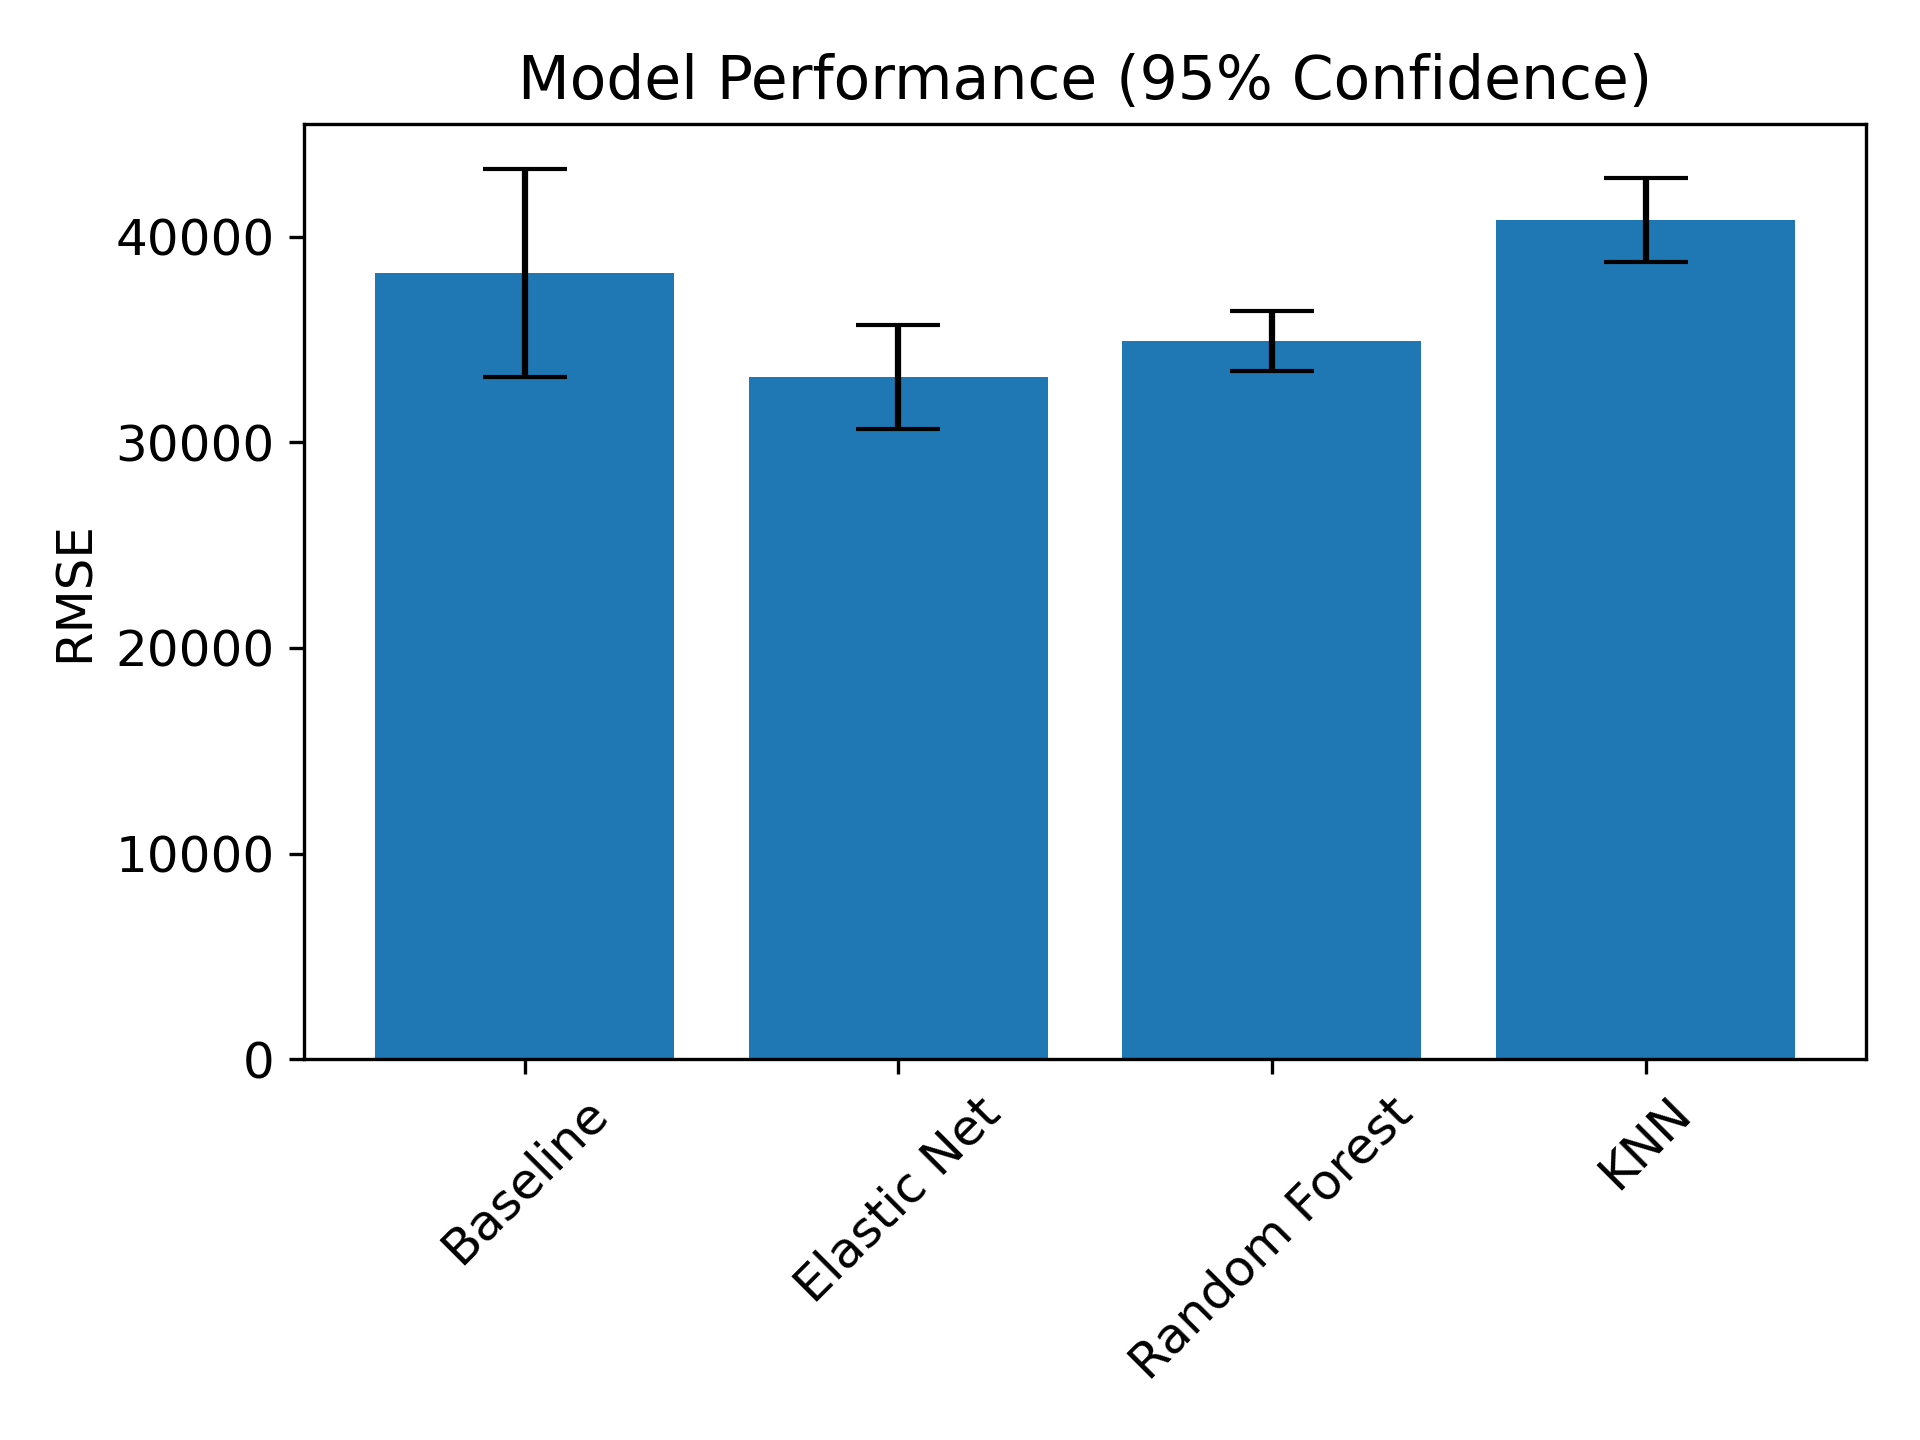 Model Performance (95% Confidence)
RMSE
40000
30000
20000
10000
0
Baseline
Elastic Net
Random Forest
KNN